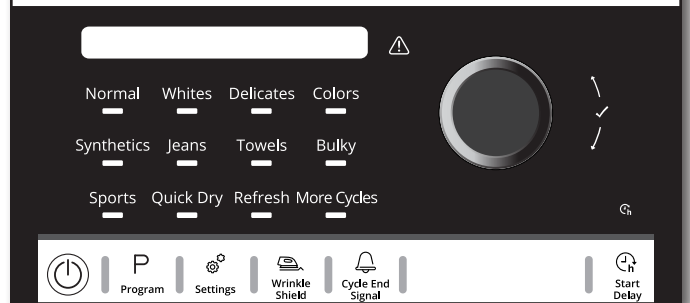 Normal Whites Delicates Colors
Synthetics Jeans Towels Bulky
Sports Quick Dry Refresh More Cycles
h
P
Program
Settings
Wrinkle
Shield
Cycle End
Signal
h
Start
Delay